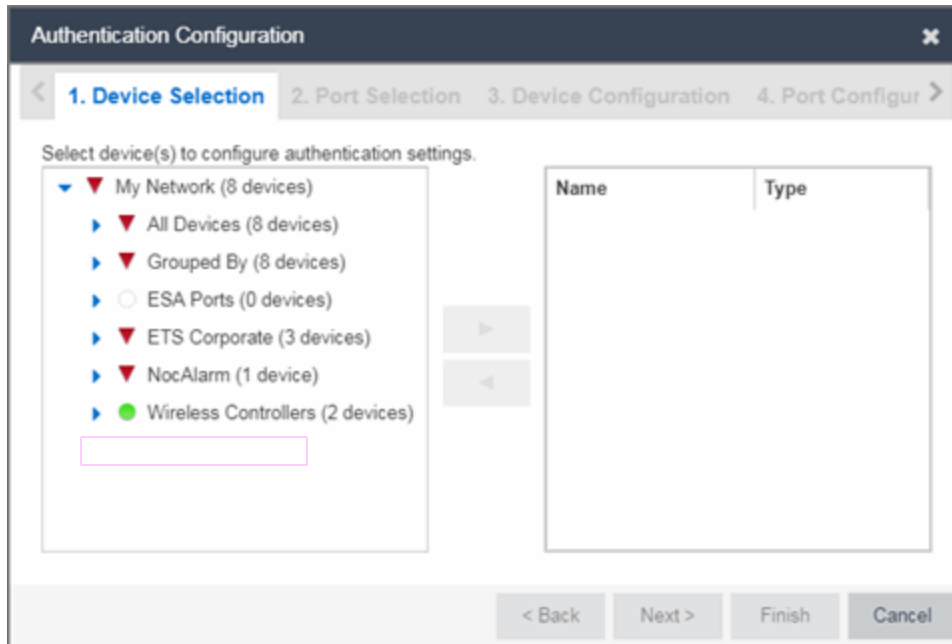 Authentication Configuration
1. Device Selection 2. Port Selection 3. Device Configuration 4. Port Configur
Select device(s) to configure authentication settings.
My Network (8 devices)
All Devices (8 devices)
Grouped By (8 devices)
ESA Ports (0 devices)
ETS Corporate (3 devices)
NocAlarm (1 device)
Wireless Controllers (2 devices)
Name Type
< Back Next > Finish Cancel